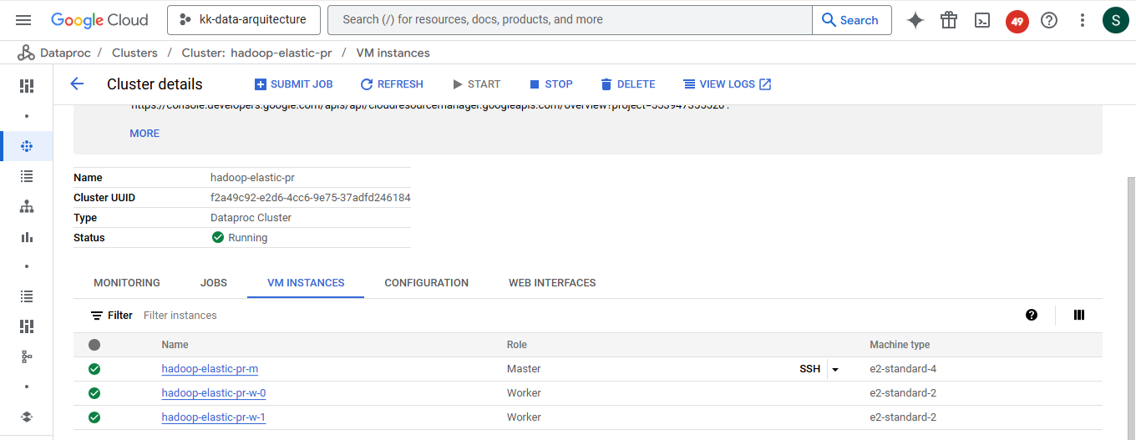 Google Cloud kk-data-arquitecture Search (/) for resources, docs, products, and more Search 49 S
Dataproc / Clusters / Cluster: hadoop-elastic-pr / VM instances
Cluster details SUBMIT JOB REFRESH START STOP DELETE VIEW LOGS
MORE
Name hadoop-elastic-pr
Cluster UUID f2a49c92-e2d6-4cc6-9e75-37adfd246184
Type Dataproc Cluster
Status Running
MONITORING JOBS VM INSTANCES CONFIGURATION WEB INTERFACES
Filter Filter instances
Name Role Machine type
hadoop-elastic-pr-m Master SSH e2-standard-4
hadoop-elastic-pr-w-0 Worker e2-standard-2
hadoop-elastic-pr-w-1 Worker e2-standard-2